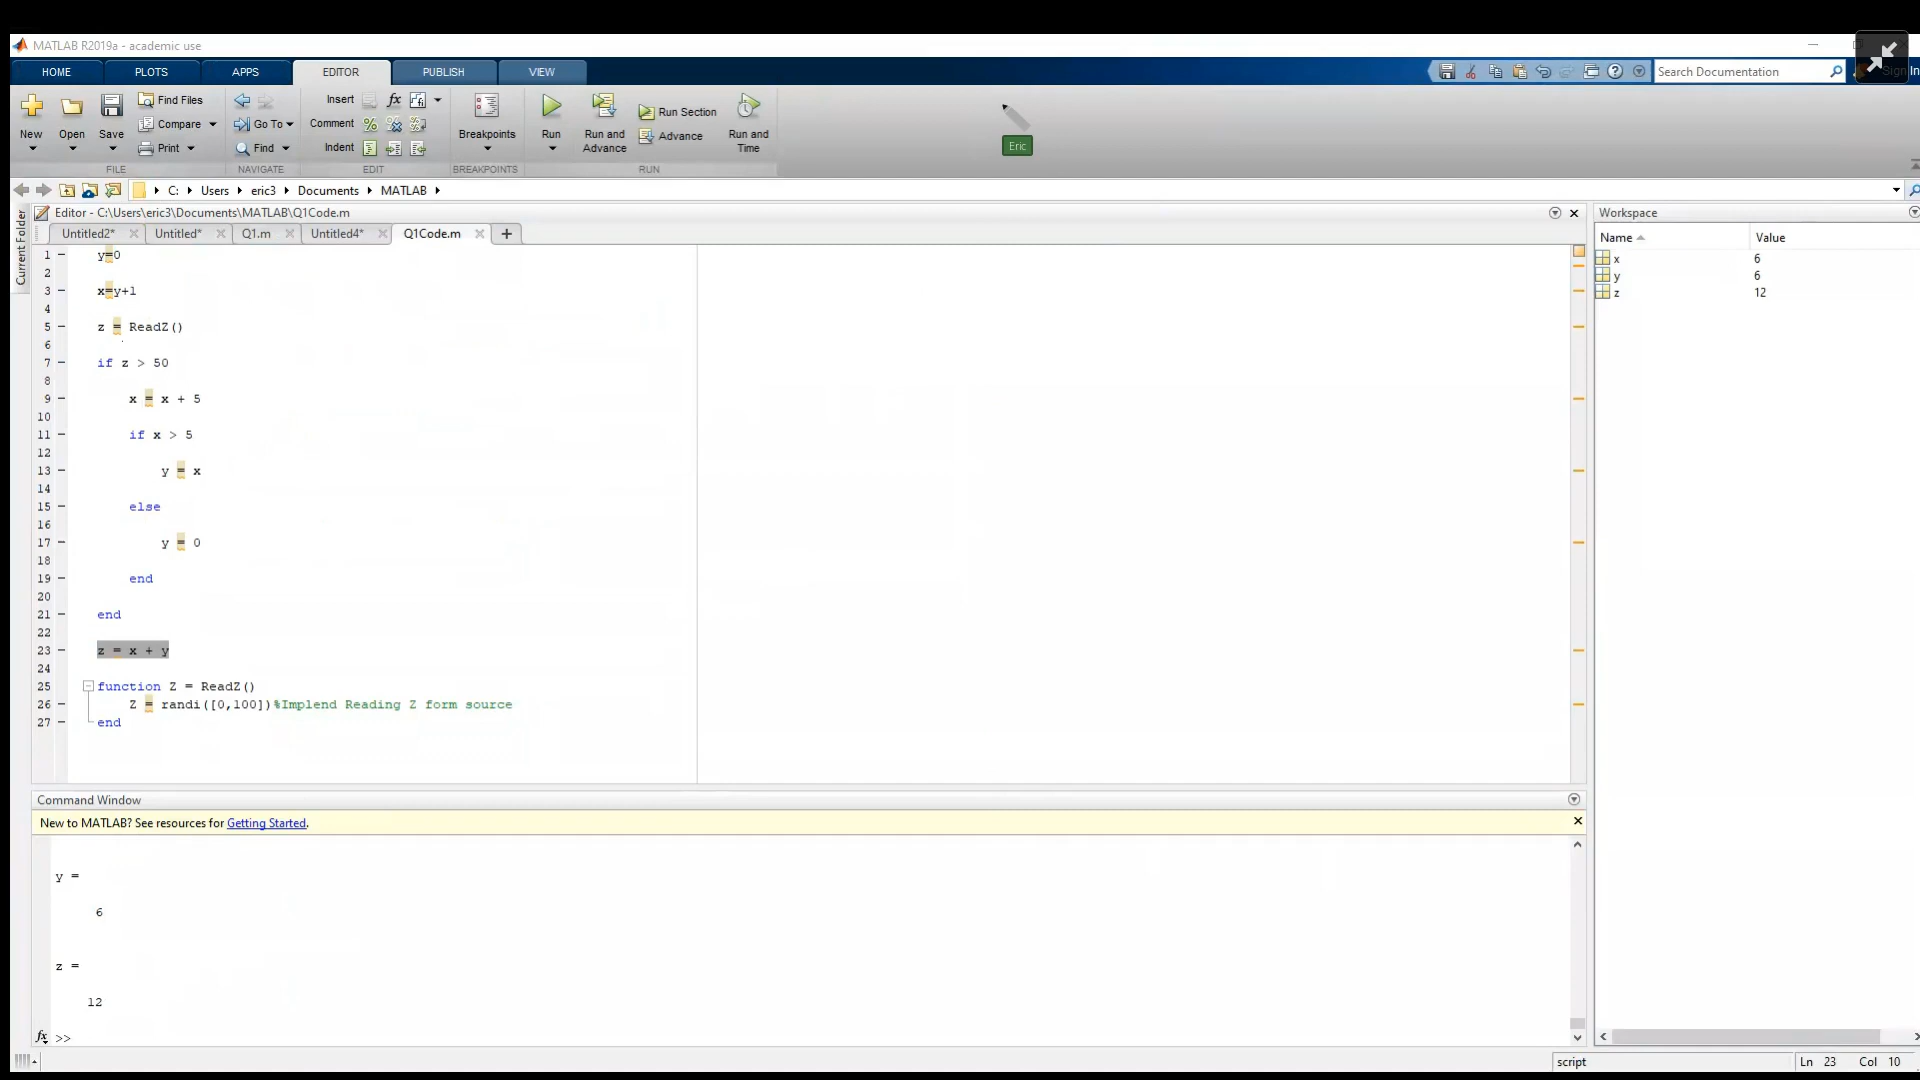 MATLAB R2019a - academic use
HOME PLOTS APPS EDITOR PUBLISH VIEW
Search Documentation
New Open Save
Find Files
Compare
Print
FILE
Go To
Find
NAVIGATE
Insert
Comment
Indent
fx
EDIT
Breakpoints
BREAKPOINTS
Run
Run and Advance
Run Section
Advance
Run and Time
RUN
Eric
C: Users eric3 Documents MATLAB
Current Folder
Editor - C:\Users\eric3\Documents\MATLAB\Q1Code.m
Untitled2* Untitled* Q1.m Untitled4* Q1Code.m
1 y=0
2
3 x=y+1
4
5 z = ReadZ()
6
7 if z > 50
8
9 x = x + 5
10
11 if x > 5
12
13 y = x
14
15 else
16
17 y = 0
18
19 end
20
21 end
22
23 z = x + y
24
25 function Z = ReadZ()
26 Z = randi([0,100])%Implend Reading Z form source
27 end
Workspace
Name Value
x 6
y 6
z 12
Command Window
New to MATLAB? See resources for Getting Started.
y =
6
z =
12
fx >>
script Ln 23 Col 10